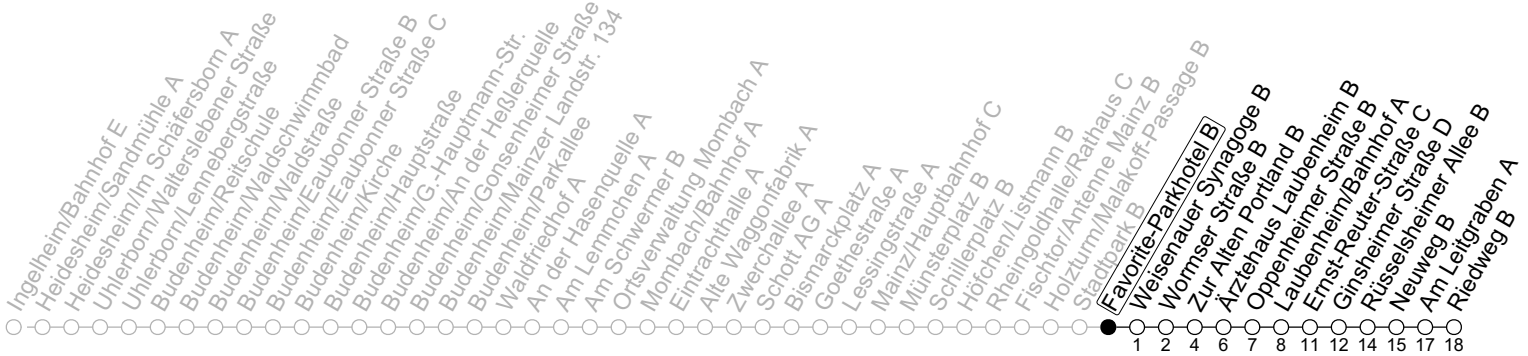 Ingelheim/Bahnhof E
Heidesheim/Sandmühle A
Heidesheim/Im Schäfersborn A
Uhlerborn/Walterslebener Straße
Uhlerborn/Lennebergstraße
Budenheim/Reitschule
Budenheim/Waldschwimmbad
Budenheim/Waldstraße
Budenheim/Eaubonner Straße B
Budenheim/Eaubonner Straße C
Budenheim/Kirche
Budenheim/Hauptstraße
Budenheim/G.-Hauptmann-Str.
Budenheim/An der Heßlerquelle
Budenheim/Gonsenheimer Straße
Budenheim/Mainzer Landstr. 134
Budenheim/Parkallee
Waldfriedhof A
An der Hasenquelle A
Am Lemmchen A
Am Schwermer B
Ortsverwaltung Mombach A
Mombach/Bahnhof A
Eintrachthalle A
Alte Waggonfabrik A
Zwerchallee A
Schott AG A
Bismarckplatz A
Goethestraße A
Lessingstraße A
Mainz/Hauptbahnhof C
Münsterplatz B
Schillerplatz B
Höfchen/Listmann B
Rheingoldhalle/Rathaus C
Fischtor/Antenne Mainz B
Holzturm/Malakoff-Passage B
Stadtpark B
Favorite-Parkhotel B
Weisenauer Synagoge B
Wormser Straße B
Zur Alten Portland B
Ärztehaus Laubenheim B
Oppenheimer Straße B
Laubenheim/Bahnhof A
Ernst-Reuter-Straße C
Ginsheimer Straße D
Rüsselsheimer Allee B
Neuweg B
Am Leitgraben A
Riedweg B
1 2 4 6 7 8 11 12 14 15 17 18